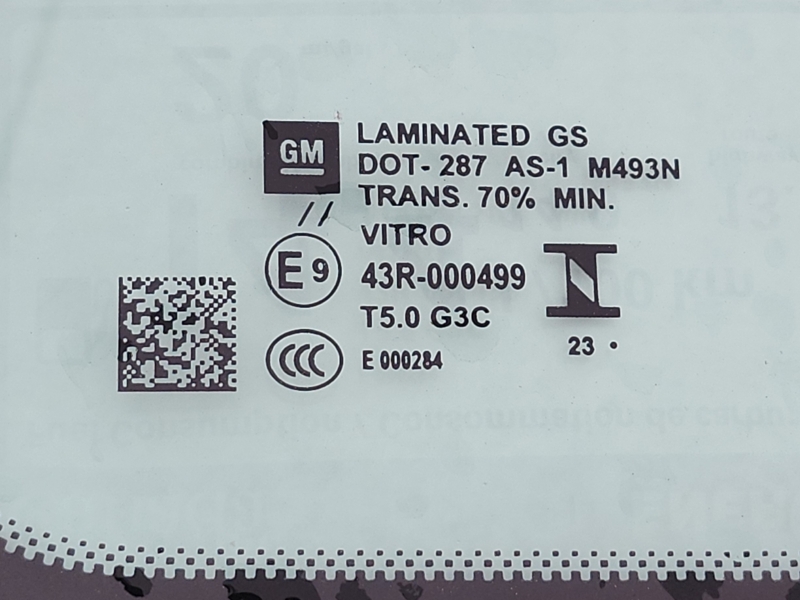 GM
LAMINATED GS
DOT- 287 AS-1 M493N
TRANS. 70% MIN.
VITRO
E9
43R-000499
T5.0 G3C
CCC
E 000284
N
23 •